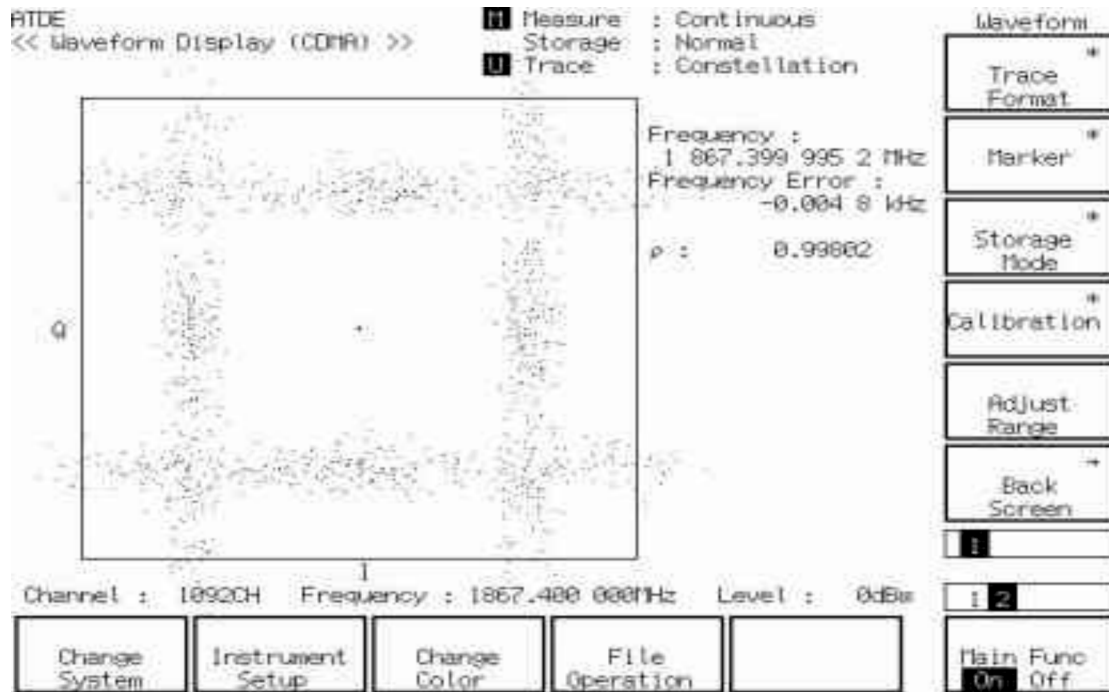 ATDE
<< Waveform Display (CDMA) >>
M Measure : Continuous
Storage : Normal
U Trace : Constellation
Frequency :
1 867.399 995 2 MHz
Frequency Error :
-0.004 8 kHz
ρ : 0.99802
Q
I
Channel : 1092CH Frequency : 1867.400 000MHz Level : 0dBm
Waveform
*
Trace
Format
*
Marker
*
Storage
Mode
*
Calibration
Adjust
Range
→
Back
Screen
1 2
Change
System
Instrument
Setup
Change
Color
File
Operation
Main Func
On Off